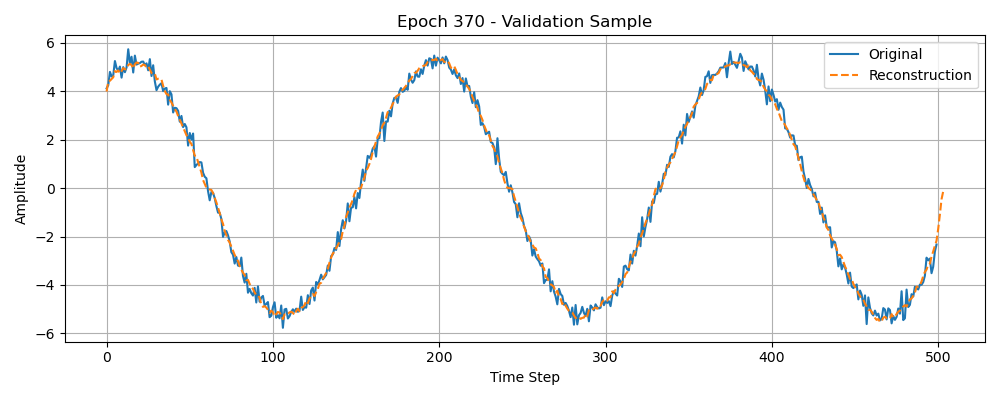 Epoch 370 - Validation Sample
Original
Reconstruction
6
4
2
0
−2
−4
−6
Amplitude
0 100 200 300 400 500
Time Step